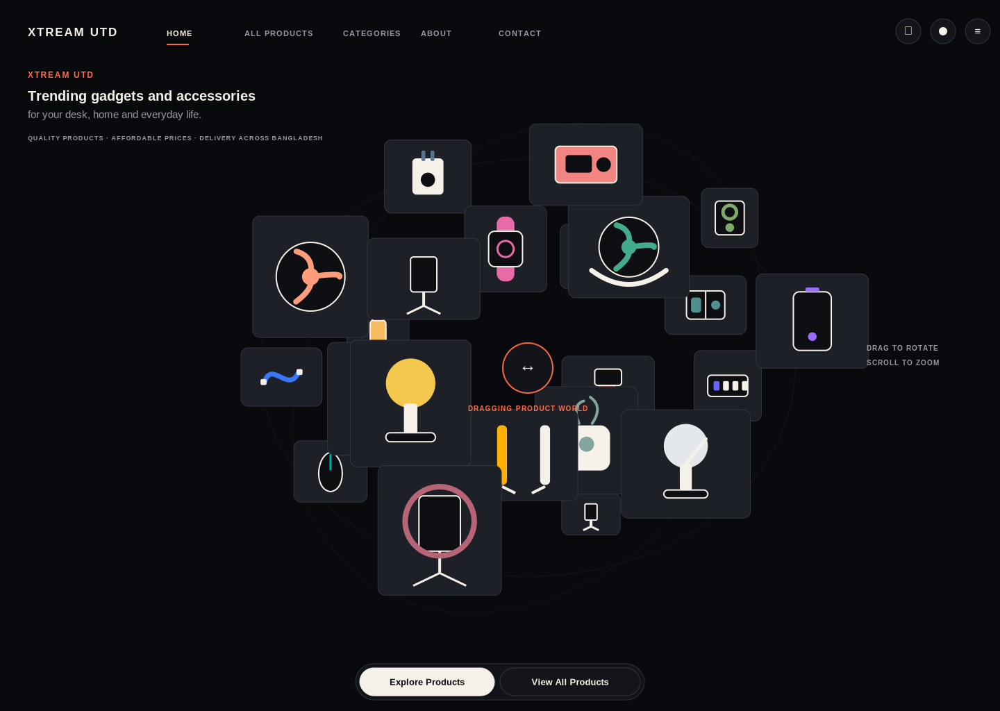 XTREAM UTD
HOME
ALL PRODUCTS
CATEGORIES
ABOUT
CONTACT
XTREAM UTD
Trending gadgets and accessories
for your desk, home and everyday life.
QUALITY PRODUCTS · AFFORDABLE PRICES · DELIVERY ACROSS BANGLADESH
DRAG TO ROTATE
SCROLL TO ZOOM
DRAGGING PRODUCT WORLD
Explore Products
View All Products